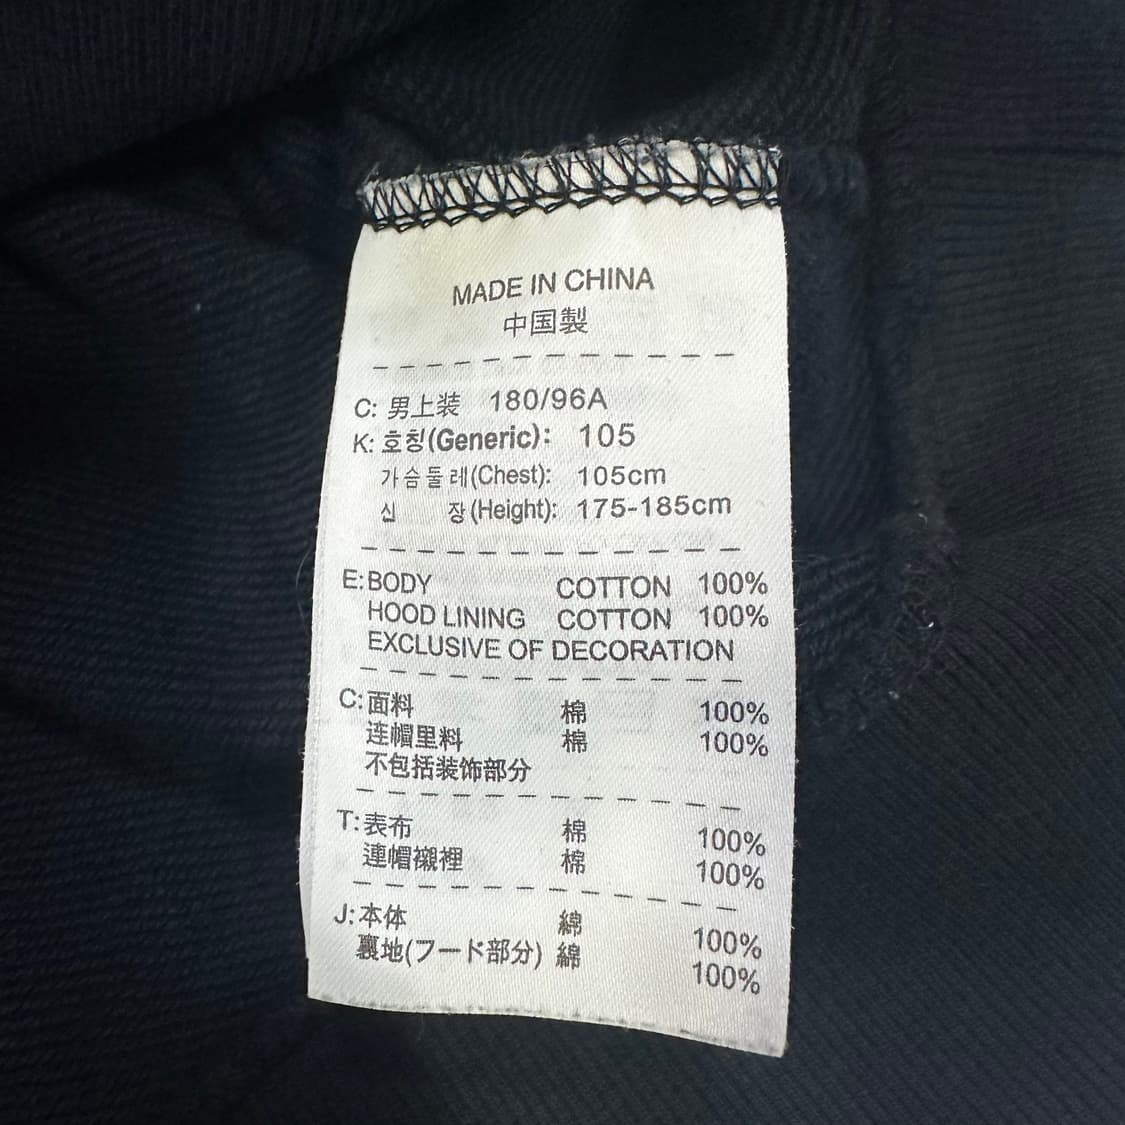 MADE IN CHINA
中国製
C: 男上装 180/96A
K: 호칭(Generic): 105
가슴둘레(Chest): 105cm
신 장(Height): 175-185cm
E: BODY COTTON 100%
HOOD LINING COTTON 100%
EXCLUSIVE OF DECORATION
C: 面料 棉 100%
连帽里料 棉 100%
不包括装饰部分
T: 表布 棉 100%
連帽襯裡 棉 100%
J: 本体 綿 100%
裏地(フード部分) 綿 100%